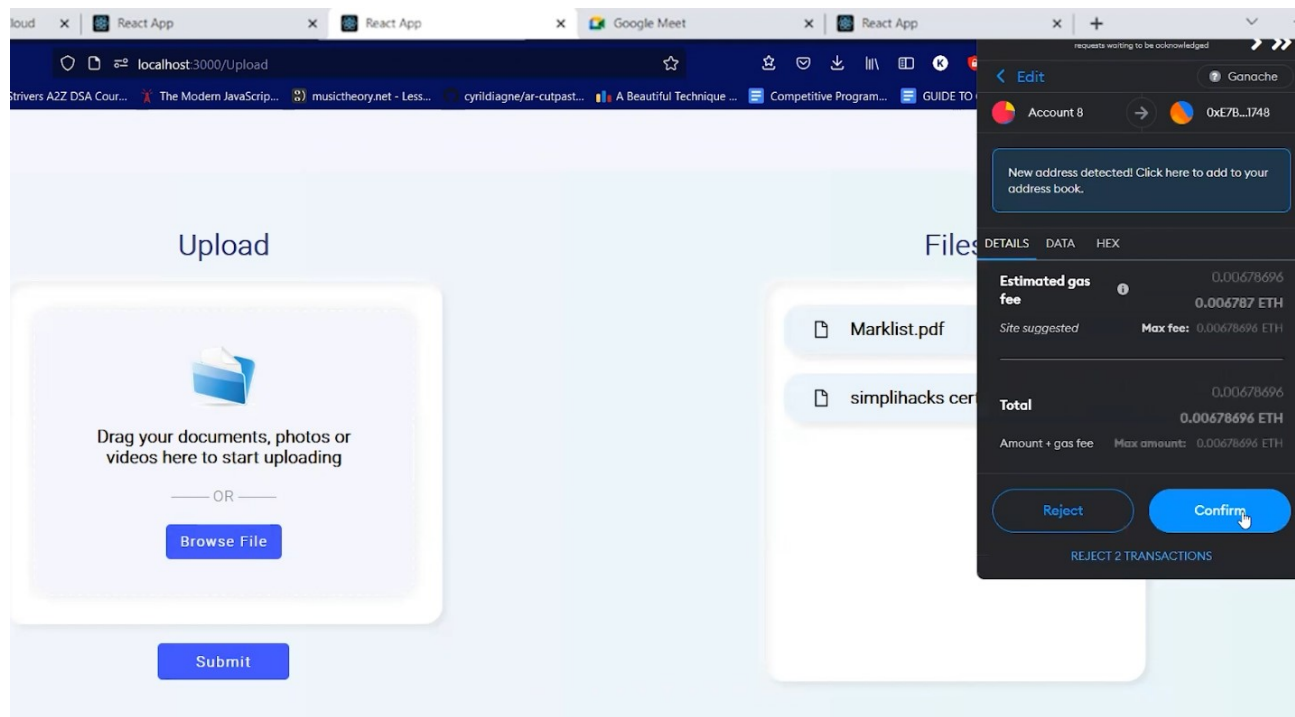 loud
React App
React App
Google Meet
React App
localhost:3000/Upload
K
Strivers A2Z DSA Cour...
The Modern JavaScrip...
musictheory.net - Less...
cyrildiagne/ar-cutpast...
A Beautiful Technique ...
Competitive Program...
GUIDE TO
requests waiting to be acknowledged
Edit
Ganache
Account 8
0xE7B...1748
New address detected! Click here to add to your
address book.
DETAILS DATA HEX
Estimated gas
fee
0.00678696
0.006787 ETH
Site suggested
Max fee: 0.00678696 ETH
Total
0.00678696
0.00678696 ETH
Amount + gas fee
Max amount: 0.00678696 ETH
Reject
Confirm
REJECT 2 TRANSACTIONS
Upload
Drag your documents, photos or
videos here to start uploading
OR
Browse File
Submit
Files
Marklist.pdf
simplihacks cer